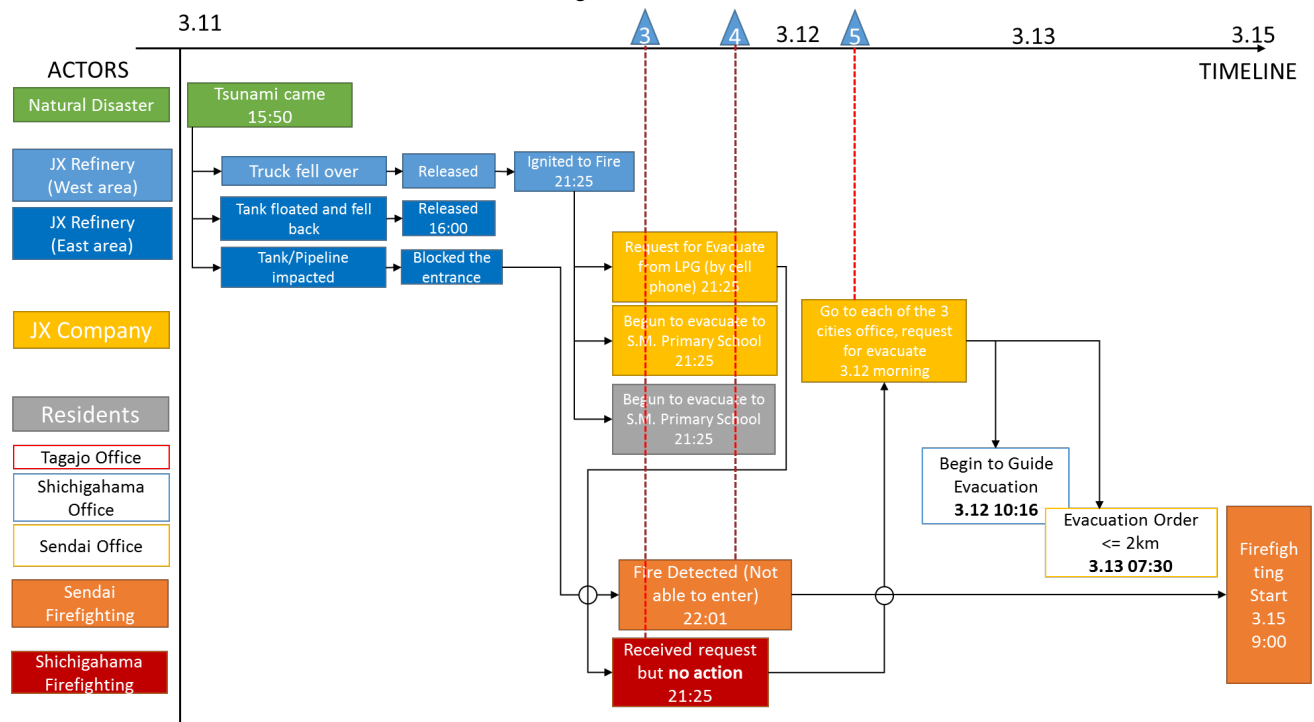 3.11
3
4
3.12
5
3.13
3.15
ACTORS
TIMELINE
Natural Disaster
Tsunami came
15:50
JX Refinery
(West area)
Truck fell over
Released
Ignited to Fire
21:25
JX Refinery
(East area)
Tank floated and fell
back
Released
16:00
Tank/Pipeline
impacted
Blocked the
entrance
Request for Evacuate
from LPG (by cell
phone) 21:25
JX Company
Begun to evacuate to
S.M. Primary School
21:25
Go to each of the 3
cities office, request
for evacuate
3.12 morning
Residents
Begun to evacuate to
S.M. Primary School
21:25
Tagajo Office
Shichigahama
Office
Sendai Office
Begin to Guide
Evacuation
3.12 10:16
Evacuation Order
<= 2km
3.13 07:30
Sendai
Firefighting
Fire Detected (Not
able to enter)
22:01
Firefigh
ting
Start
3.15
9:00
Shichigahama
Firefighting
Received request
but no action
21:25